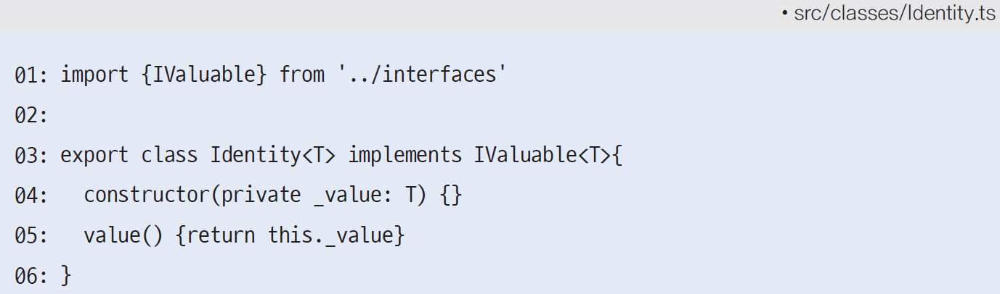 • src/classes/Identity.ts
01: import {IValuable} from '../interfaces'
02:
03: export class Identity<T> implements IValuable<T>{
04:   constructor(private _value: T) {}
05:   value() {return this._value}
06: }